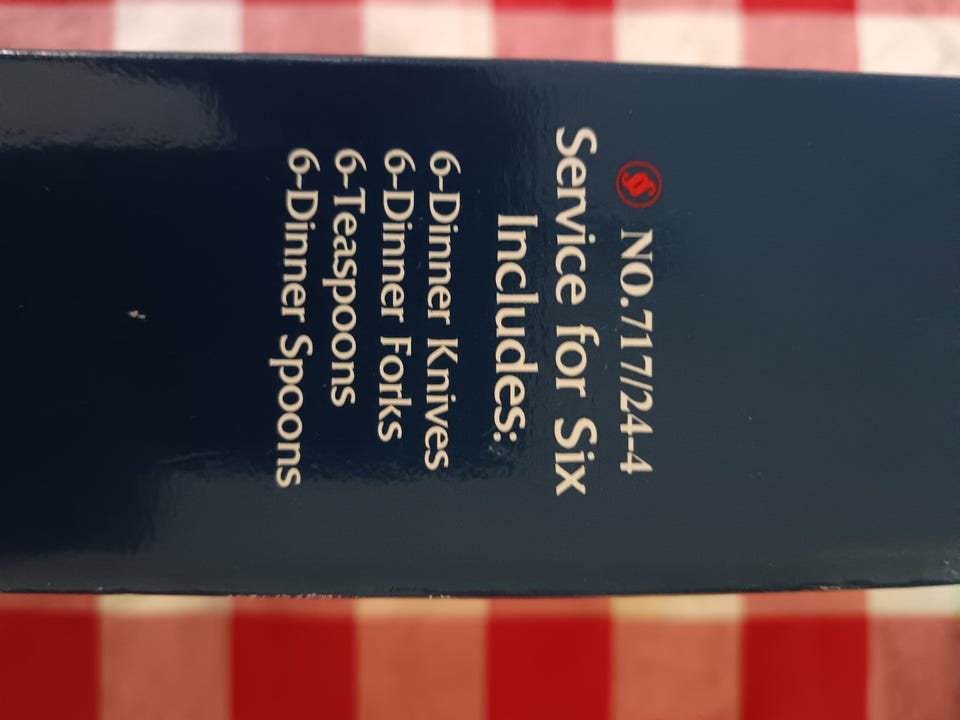 NO.717/24-4
Service for Six
Includes:
6-Dinner Knives
6-Dinner Forks
6-Teaspoons
6-Dinner Spoons